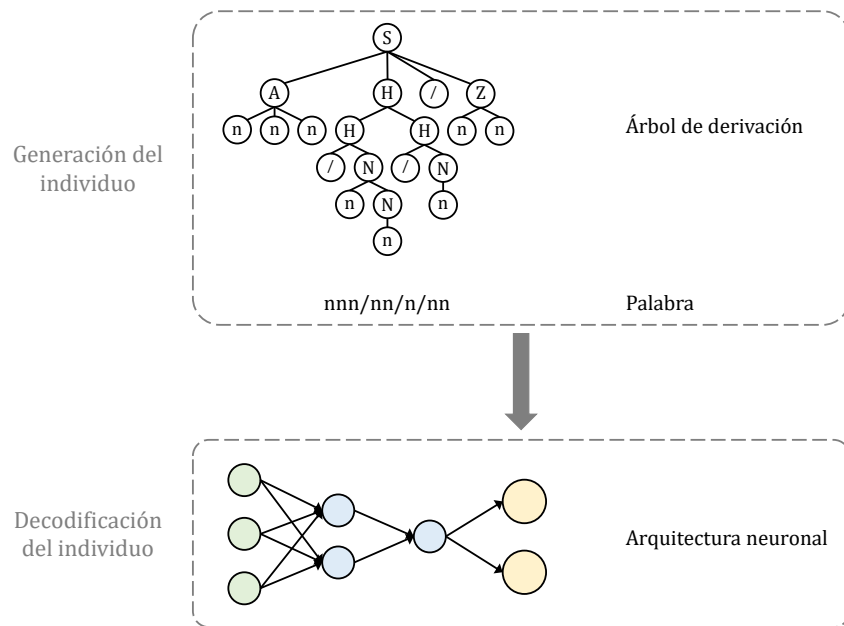 S
A H / Z
n n n H H n n
Árbol de derivación
/ N / N
n N n
n
Generación del
individuo
nnn/nn/n/nn
Palabra
Decodificación
del individuo
Arquitectura neuronal